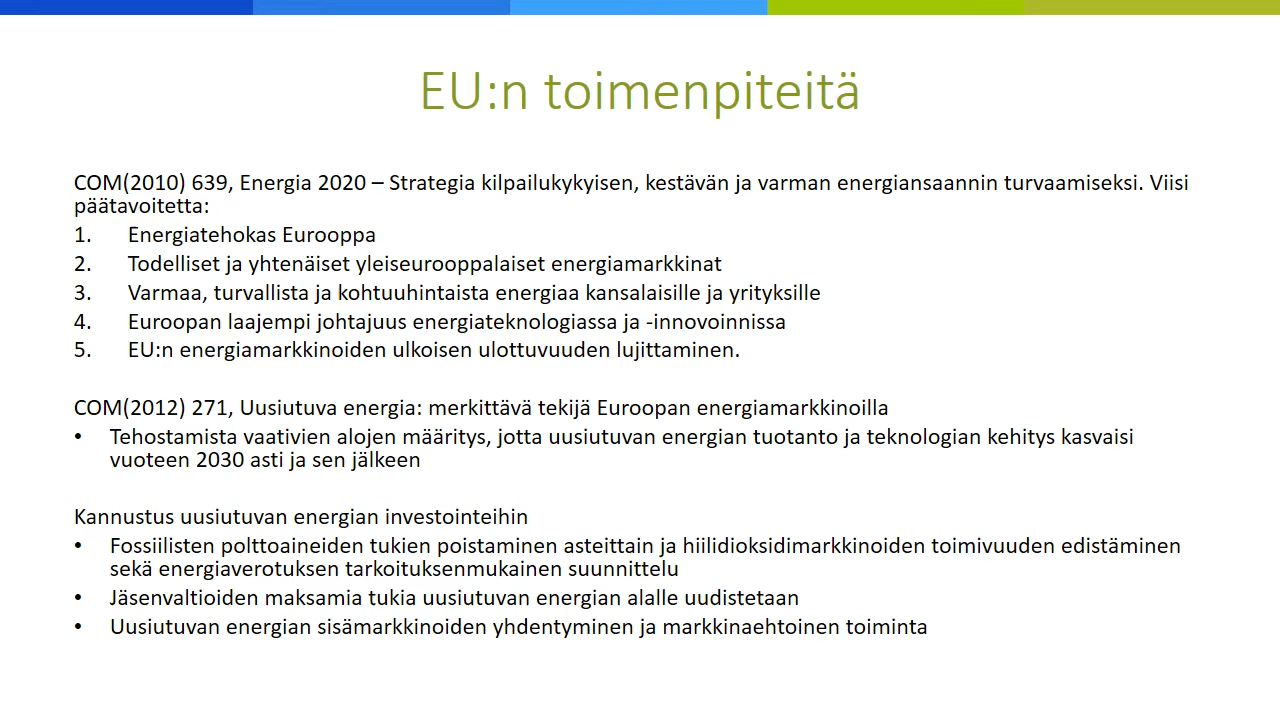 EU:n toimenpiteitä
COM(2010) 639, Energia 2020 – Strategia kilpailukykyisen, kestävän ja varman energiansaannin turvaamiseksi. Viisi
päätavoitetta:
1. Energiatehokas Eurooppa
2. Todelliset ja yhtenäiset yleiseurooppalaiset energiamarkkinat
3. Varmaa, turvallista ja kohtuuhintaista energiaa kansalaisille ja yrityksille
4. Euroopan laajempi johtajuus energiateknologiassa ja -innovoinnissa
5. EU:n energiamarkkinoiden ulkoisen ulottuvuuden lujittaminen.
COM(2012) 271, Uusiutuva energia: merkittävä tekijä Euroopan energiamarkkinoilla
• Tehostamista vaativien alojen määritys, jotta uusiutuvan energian tuotanto ja teknologian kehitys kasvaisi
vuoteen 2030 asti ja sen jälkeen
Kannustus uusiutuvan energian investointeihin
• Fossiilisten polttoaineiden tukien poistaminen asteittain ja hiilidioksidimarkkinoiden toimivuuden edistäminen
sekä energiaverotuksen tarkoituksenmukainen suunnittelu
• Jäsenvaltioiden maksamia tukia uusiutuvan energian alalle uudistetaan
• Uusiutuvan energian sisämarkkinoiden yhdentyminen ja markkinaehtoinen toiminta